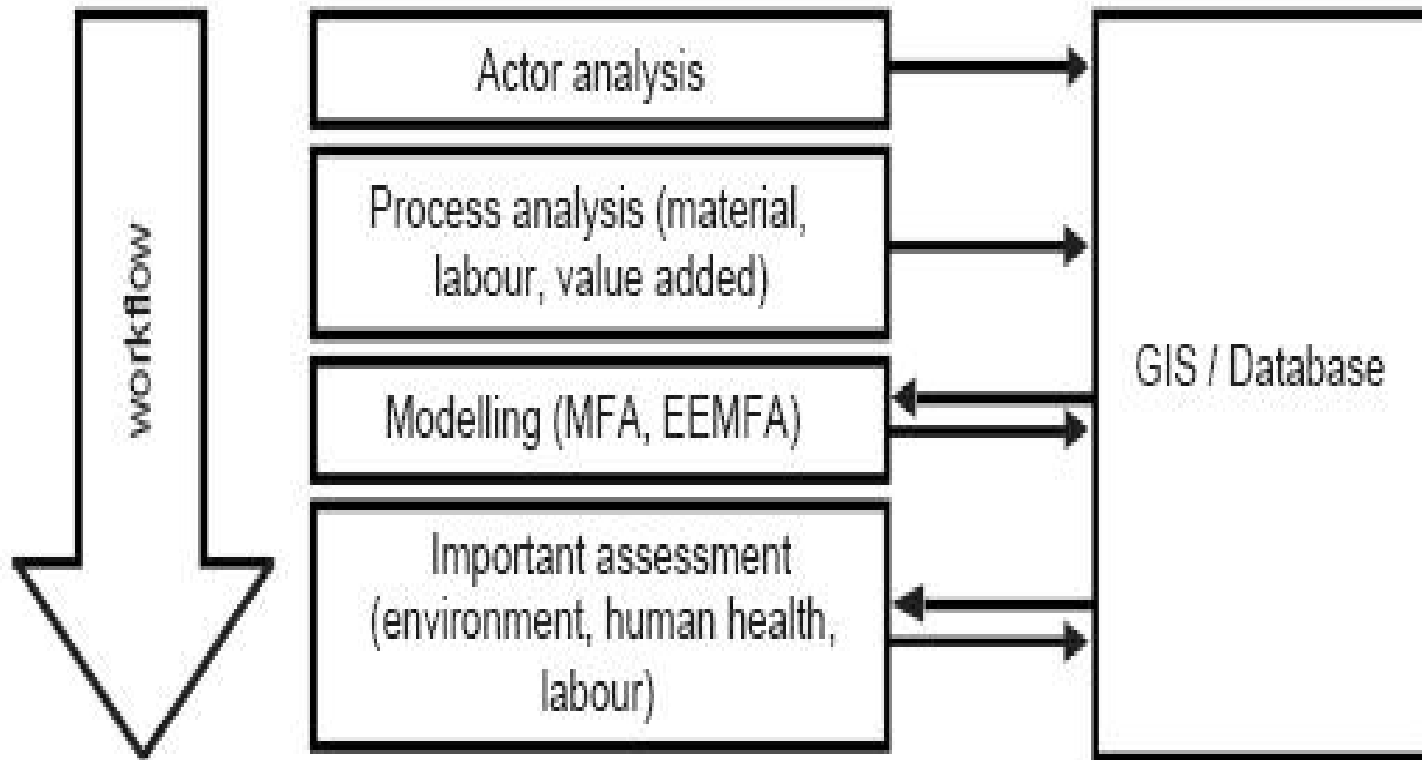 workflow
Actor analysis
Process analysis (material,
labour, value added)
Modelling (MFA, EEMFA)
Important assessment
(environment, human health,
labour)
GIS / Database